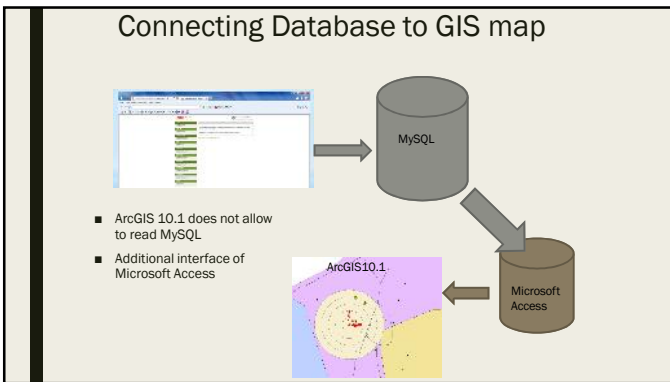 Connecting Database to GIS map
MySQL
■ ArcGIS 10.1 does not allow
to read MySQL
■ Additional interface of
Microsoft Access
ArcGIS10.1
Microsoft
Access